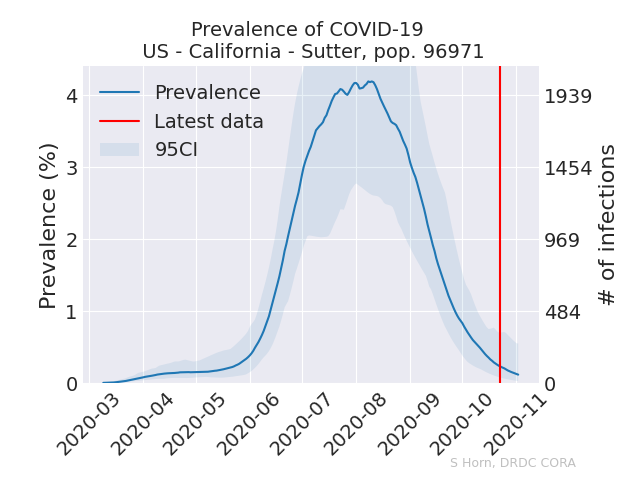 Prevalence of COVID-19
US - California - Sutter, pop. 96971
Prevalence
Latest data
95CI
Prevalence (%)
4
3
2
1
0
# of infections
1939
1454
969
484
0
2020-03
2020-04
2020-05
2020-06
2020-07
2020-08
2020-09
2020-10
2020-11
S Horn, DRDC CORA